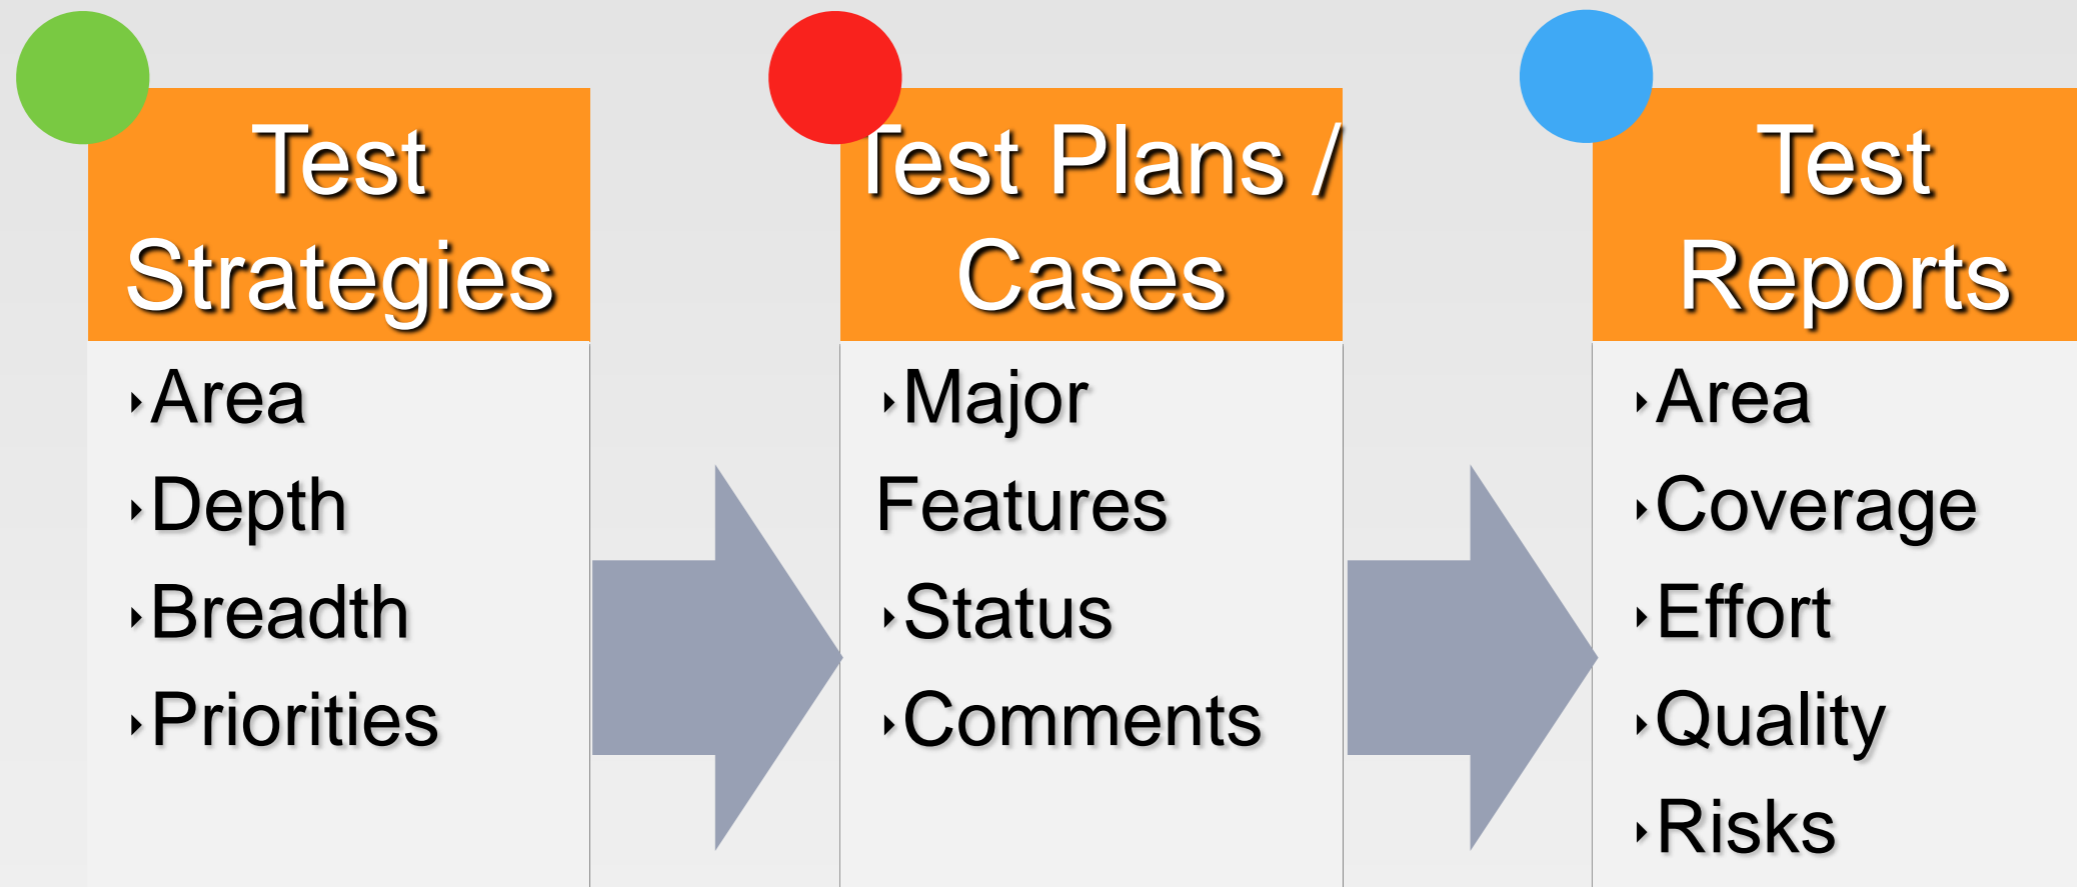 Test
Strategies
‣Area
‣Depth
‣Breadth
‣Priorities
Test Plans /
Cases
‣Major
Features
‣Status
‣Comments
Test
Reports
‣Area
‣Coverage
‣Effort
‣Quality
‣Risks